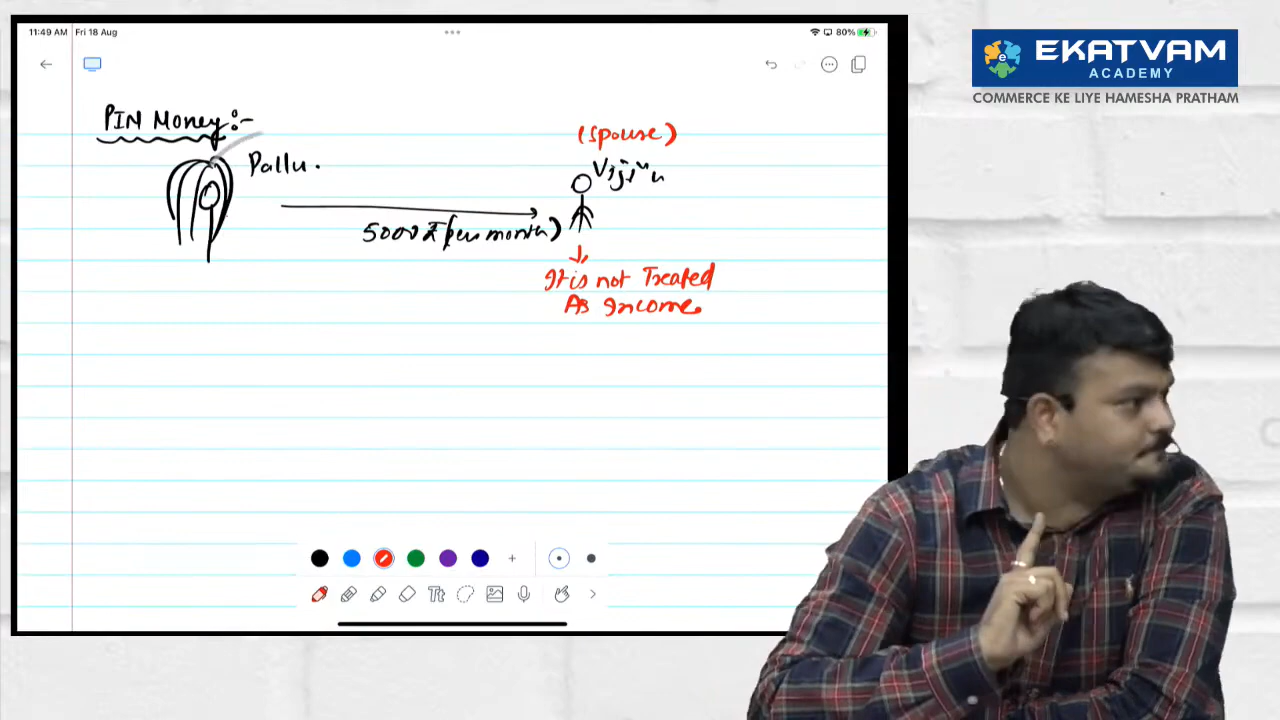 11:49 AM Fri 18 Aug
80%
EKATVAM
ACADEMY
COMMERCE KE LIYE HAMESHA PRATHAM
PIN Money:-
(spouse)
Pallu.
5000 ₹ (per month)
It is not Treated
As Income